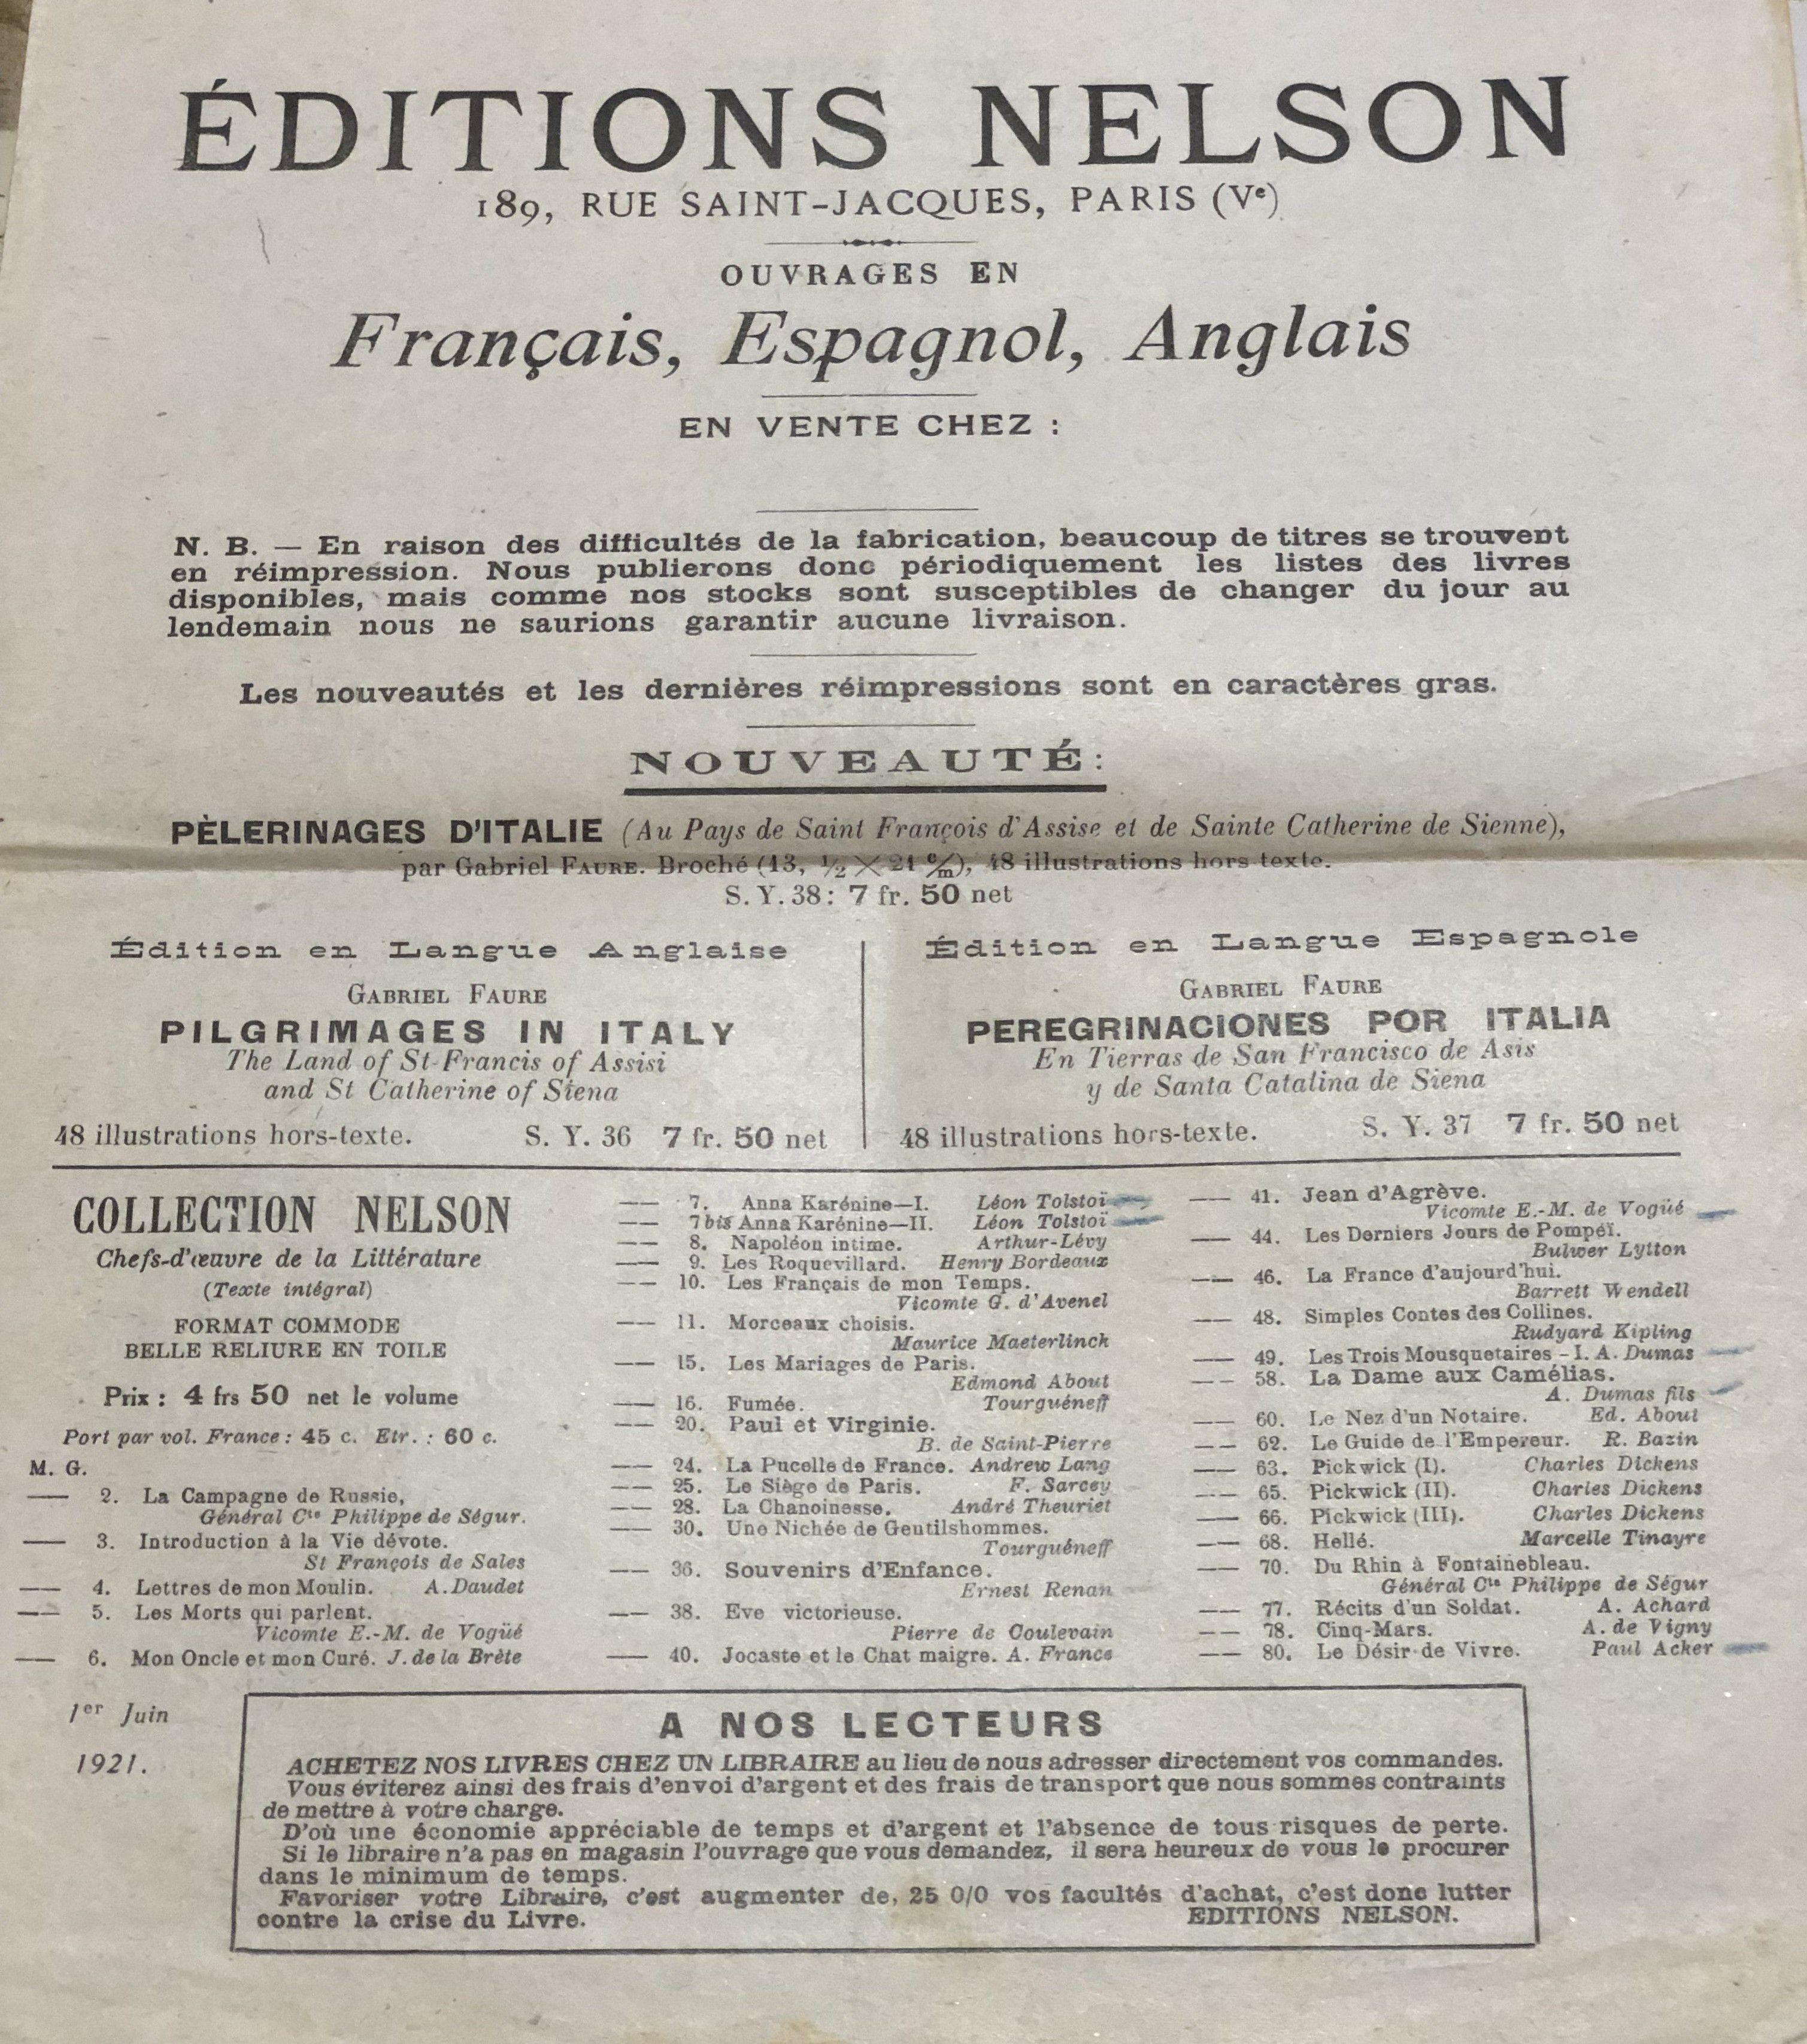 ÉDITIONS NELSON
189, RUE SAINT-JACQUES, PARIS (Ve)
OUVRAGES EN
Français, Espagnol, Anglais
EN VENTE CHEZ :
N. B. — En raison des difficultés de la fabrication, beaucoup de titres se trouvent
en réimpression. Nous publierons donc périodiquement les listes des livres
disponibles, mais comme nos stocks sont susceptibles de changer du jour au
lendemain nous ne saurions garantir aucune livraison.
Les nouveautés et les dernières réimpressions sont en caractères gras.
NOUVEAUTÉ:
PÈLERINAGES D'ITALIE (Au Pays de Saint François d'Assise et de Sainte Catherine de Sienne),
par Gabriel FAURE. Broché (13, 1/2 × 21 c/m), 48 illustrations hors texte.
S. Y. 38: 7 fr. 50 net
Édition en Langue Anglaise
GABRIEL FAURE
PILGRIMAGES IN ITALY
The Land of St-Francis of Assisi
and St Catherine of Siena
48 illustrations hors-texte. S. Y. 36 7 fr. 50 net
Édition en Langue Espagnole
GABRIEL FAURE
PEREGRINACIONES POR ITALIA
En Tierras de San Francisco de Asis
y de Santa Catalina de Siena
48 illustrations hors-texte. S. Y. 37 7 fr. 50 net
COLLECTION NELSON
Chefs-d'œuvre de la Littérature
(Texte intégral)
FORMAT COMMODE
BELLE RELIURE EN TOILE
Prix : 4 frs 50 net le volume
Port par vol. France : 45 c. Etr. : 60 c.
M. G.
—— 2. La Campagne de Russie,
Général Cte Philippe de Ségur.
—— 3. Introduction à la Vie dévote.
St François de Sales
—— 4. Lettres de mon Moulin. A. Daudet
—— 5. Les Morts qui parlent.
Vicomte E.-M. de Vogüé
—— 6. Mon Oncle et mon Curé. J. de la Brète
—— 7. Anna Karénine—I. Léon Tolstoï
—— 7 bis Anna Karénine—II. Léon Tolstoï
—— 8. Napoléon intime. Arthur-Lévy
—— 9. Les Roquevillard. Henry Bordeaux
—— 10. Les Français de mon Temps.
Vicomte G. d'Avenel
—— 11. Morceaux choisis.
Maurice Maeterlinck
—— 15. Les Mariages de Paris.
Edmond About
—— 16. Fumée. Tourguéneff
—— 20. Paul et Virginie.
B. de Saint-Pierre
—— 24. La Pucelle de France. Andrew Lang
—— 25. Le Siège de Paris. F. Sarcey
—— 28. La Chanoinesse. André Theuriet
—— 30. Une Nichée de Gentilshommes.
Tourguéneff
—— 36. Souvenirs d'Enfance.
Ernest Renan
—— 38. Eve victorieuse.
Pierre de Coulevain
—— 40. Jocaste et le Chat maigre. A. France
—— 41. Jean d'Agrève.
Vicomte E.-M. de Vogüé
—— 44. Les Derniers Jours de Pompéï.
Bulwer Lytton
—— 46. La France d'aujourd'hui.
Barrett Wendell
—— 48. Simples Contes des Collines.
Rudyard Kipling
—— 49. Les Trois Mousquetaires – I. A. Dumas
—— 58. La Dame aux Camélias.
A. Dumas fils
—— 60. Le Nez d'un Notaire. Ed. About
—— 62. Le Guide de l'Empereur. R. Bazin
—— 63. Pickwick (I). Charles Dickens
—— 65. Pickwick (II). Charles Dickens
—— 66. Pickwick (III). Charles Dickens
—— 68. Hellé. Marcelle Tinayre
—— 70. Du Rhin à Fontainebleau.
Général Cte Philippe de Ségur
—— 77. Récits d'un Soldat. A. Achard
—— 78. Cinq-Mars. A. de Vigny
—— 80. Le Désir de Vivre. Paul Acker
1er Juin
1921.
A NOS LECTEURS
ACHETEZ NOS LIVRES CHEZ UN LIBRAIRE au lieu de nous adresser directement vos commandes.
Vous éviterez ainsi des frais d'envoi d'argent et des frais de transport que nous sommes contraints
de mettre à votre charge.
D'où une économie appréciable de temps et d'argent et l'absence de tous risques de perte.
Si le libraire n'a pas en magasin l'ouvrage que vous demandez, il sera heureux de vous le procurer
dans le minimum de temps.
Favoriser votre Libraire, c'est augmenter de, 25 0/0 vos facultés d'achat, c'est donc lutter
contre la crise du Livre. EDITIONS NELSON.